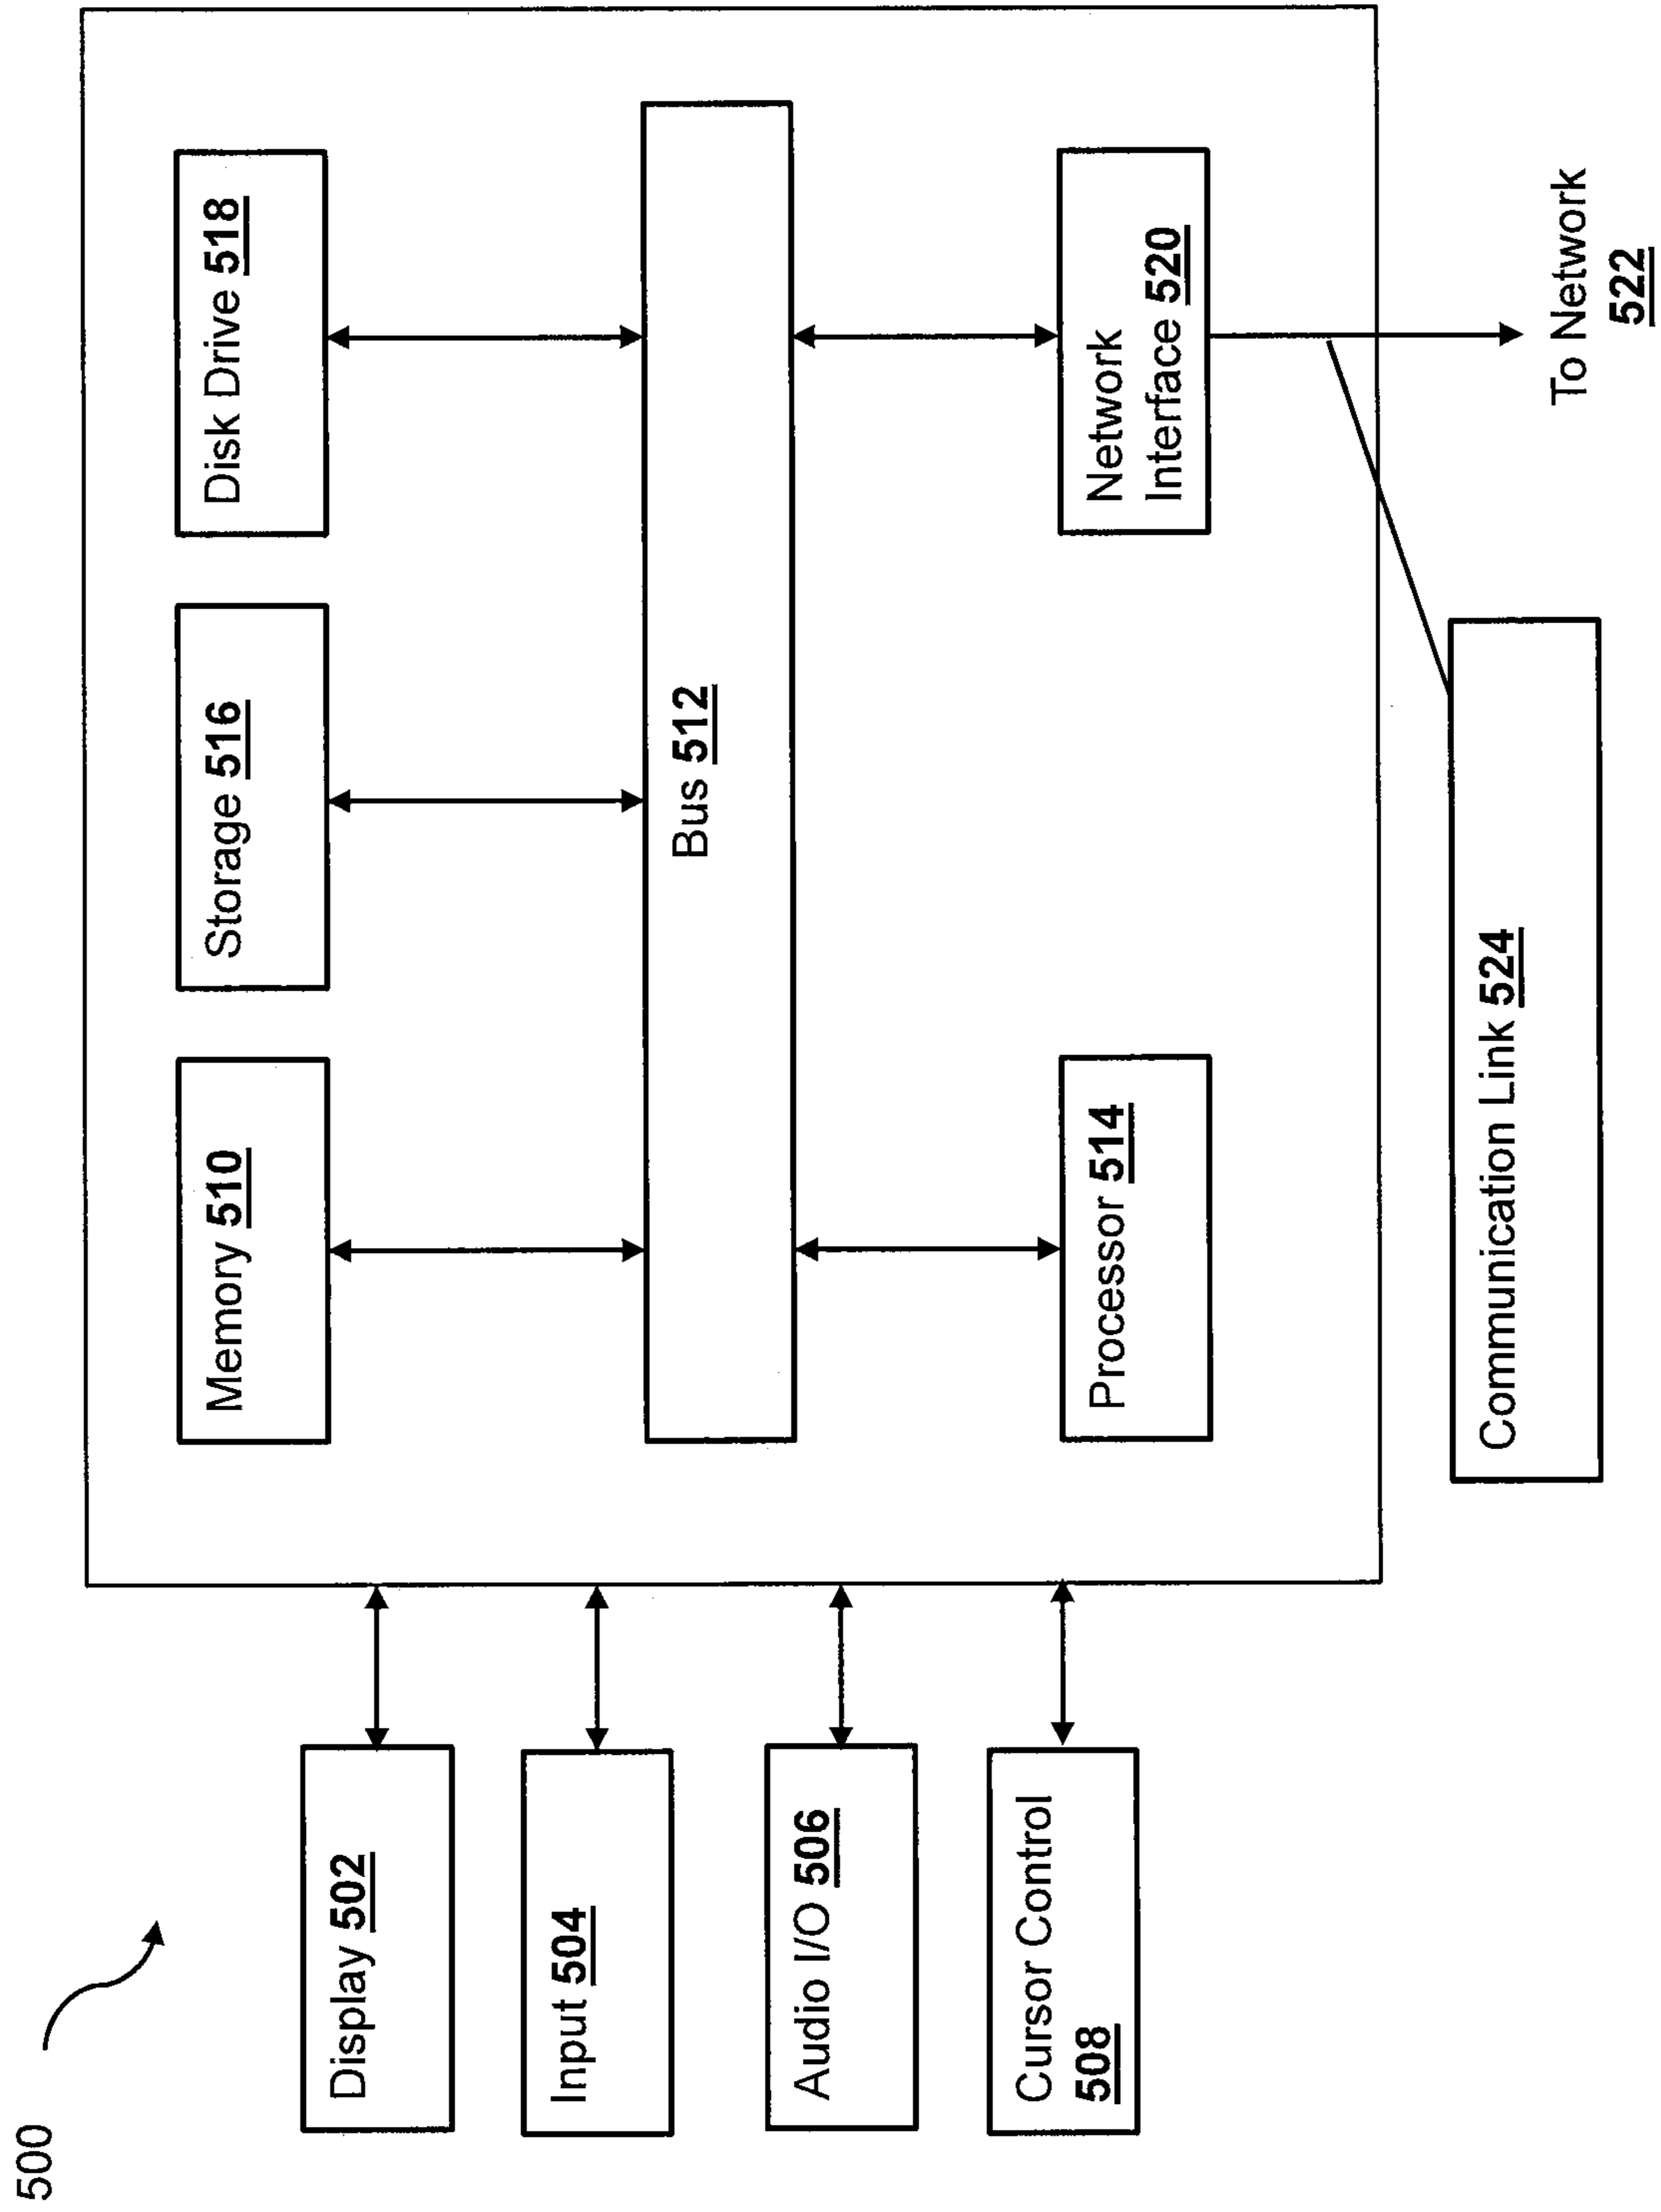 500
Display 502
Input 504
Audio I/O 506
Cursor Control
508
Memory 510
Storage 516
Disk Drive 518
Bus 512
Processor 514
Network
Interface 520
Communication Link 524
To Network
522